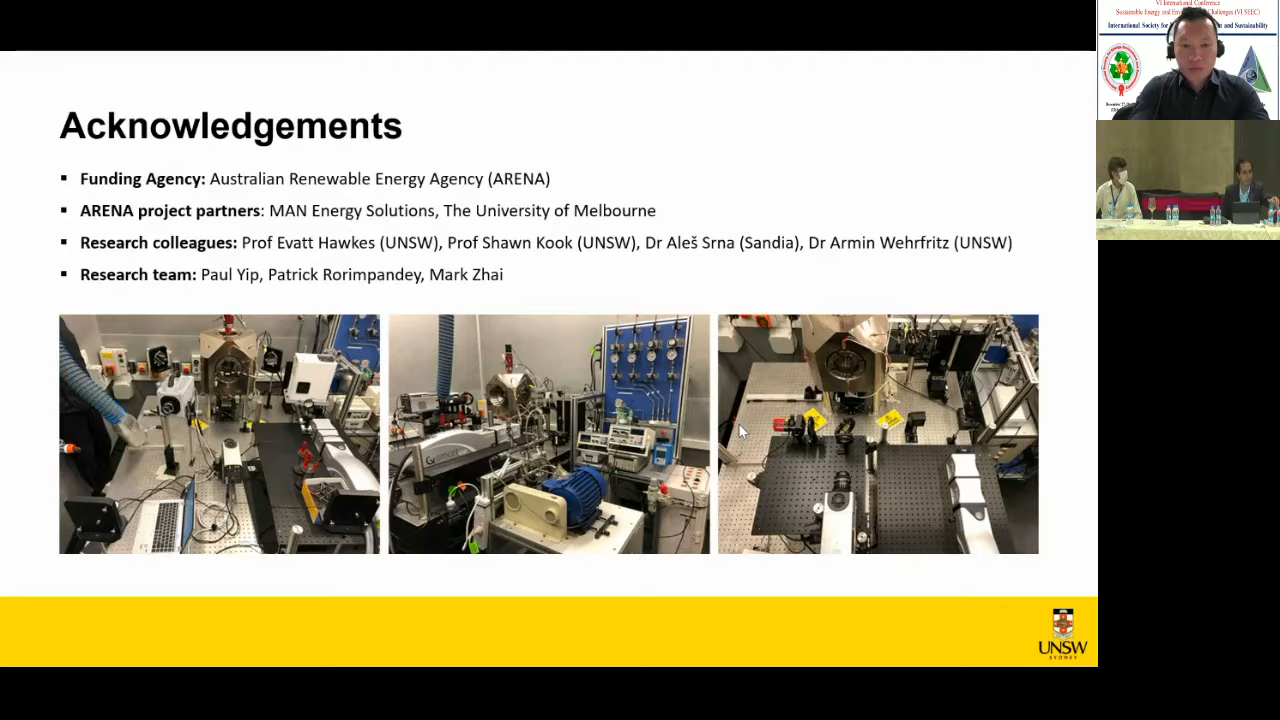 Acknowledgements
▪ Funding Agency: Australian Renewable Energy Agency (ARENA)
▪ ARENA project partners: MAN Energy Solutions, The University of Melbourne
▪ Research colleagues: Prof Evatt Hawkes (UNSW), Prof Shawn Kook (UNSW), Dr Aleš Srna (Sandia), Dr Armin Wehrfritz (UNSW)
▪ Research team: Paul Yip, Patrick Rorimpandey, Mark Zhai
Q-smart
UNSW
SYDNEY
VI International Conference
Sustainable Energy and Challenges (VI SEEC)
International Society for and Sustainability